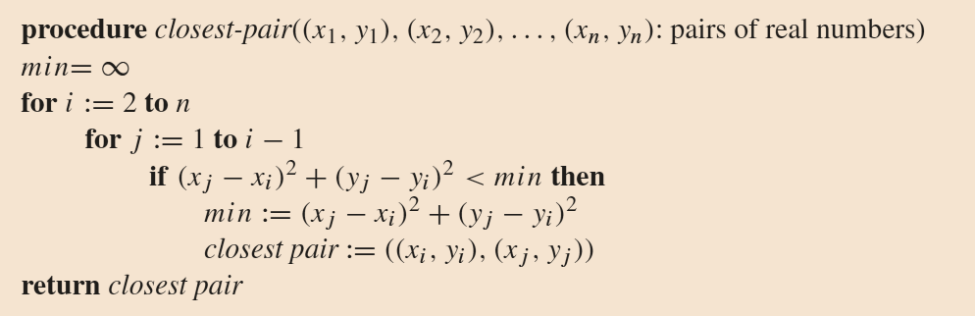 procedure closest-pair((x₁, y₁), (x₂, y₂), . . . , (xₙ, yₙ): pairs of real numbers)
min= ∞
for i := 2 to n
for j := 1 to i − 1
if (xⱼ − xᵢ)² + (yⱼ − yᵢ)² < min then
min := (xⱼ − xᵢ)² + (yⱼ − yᵢ)²
closest pair := ((xᵢ, yᵢ), (xⱼ, yⱼ))
return closest pair